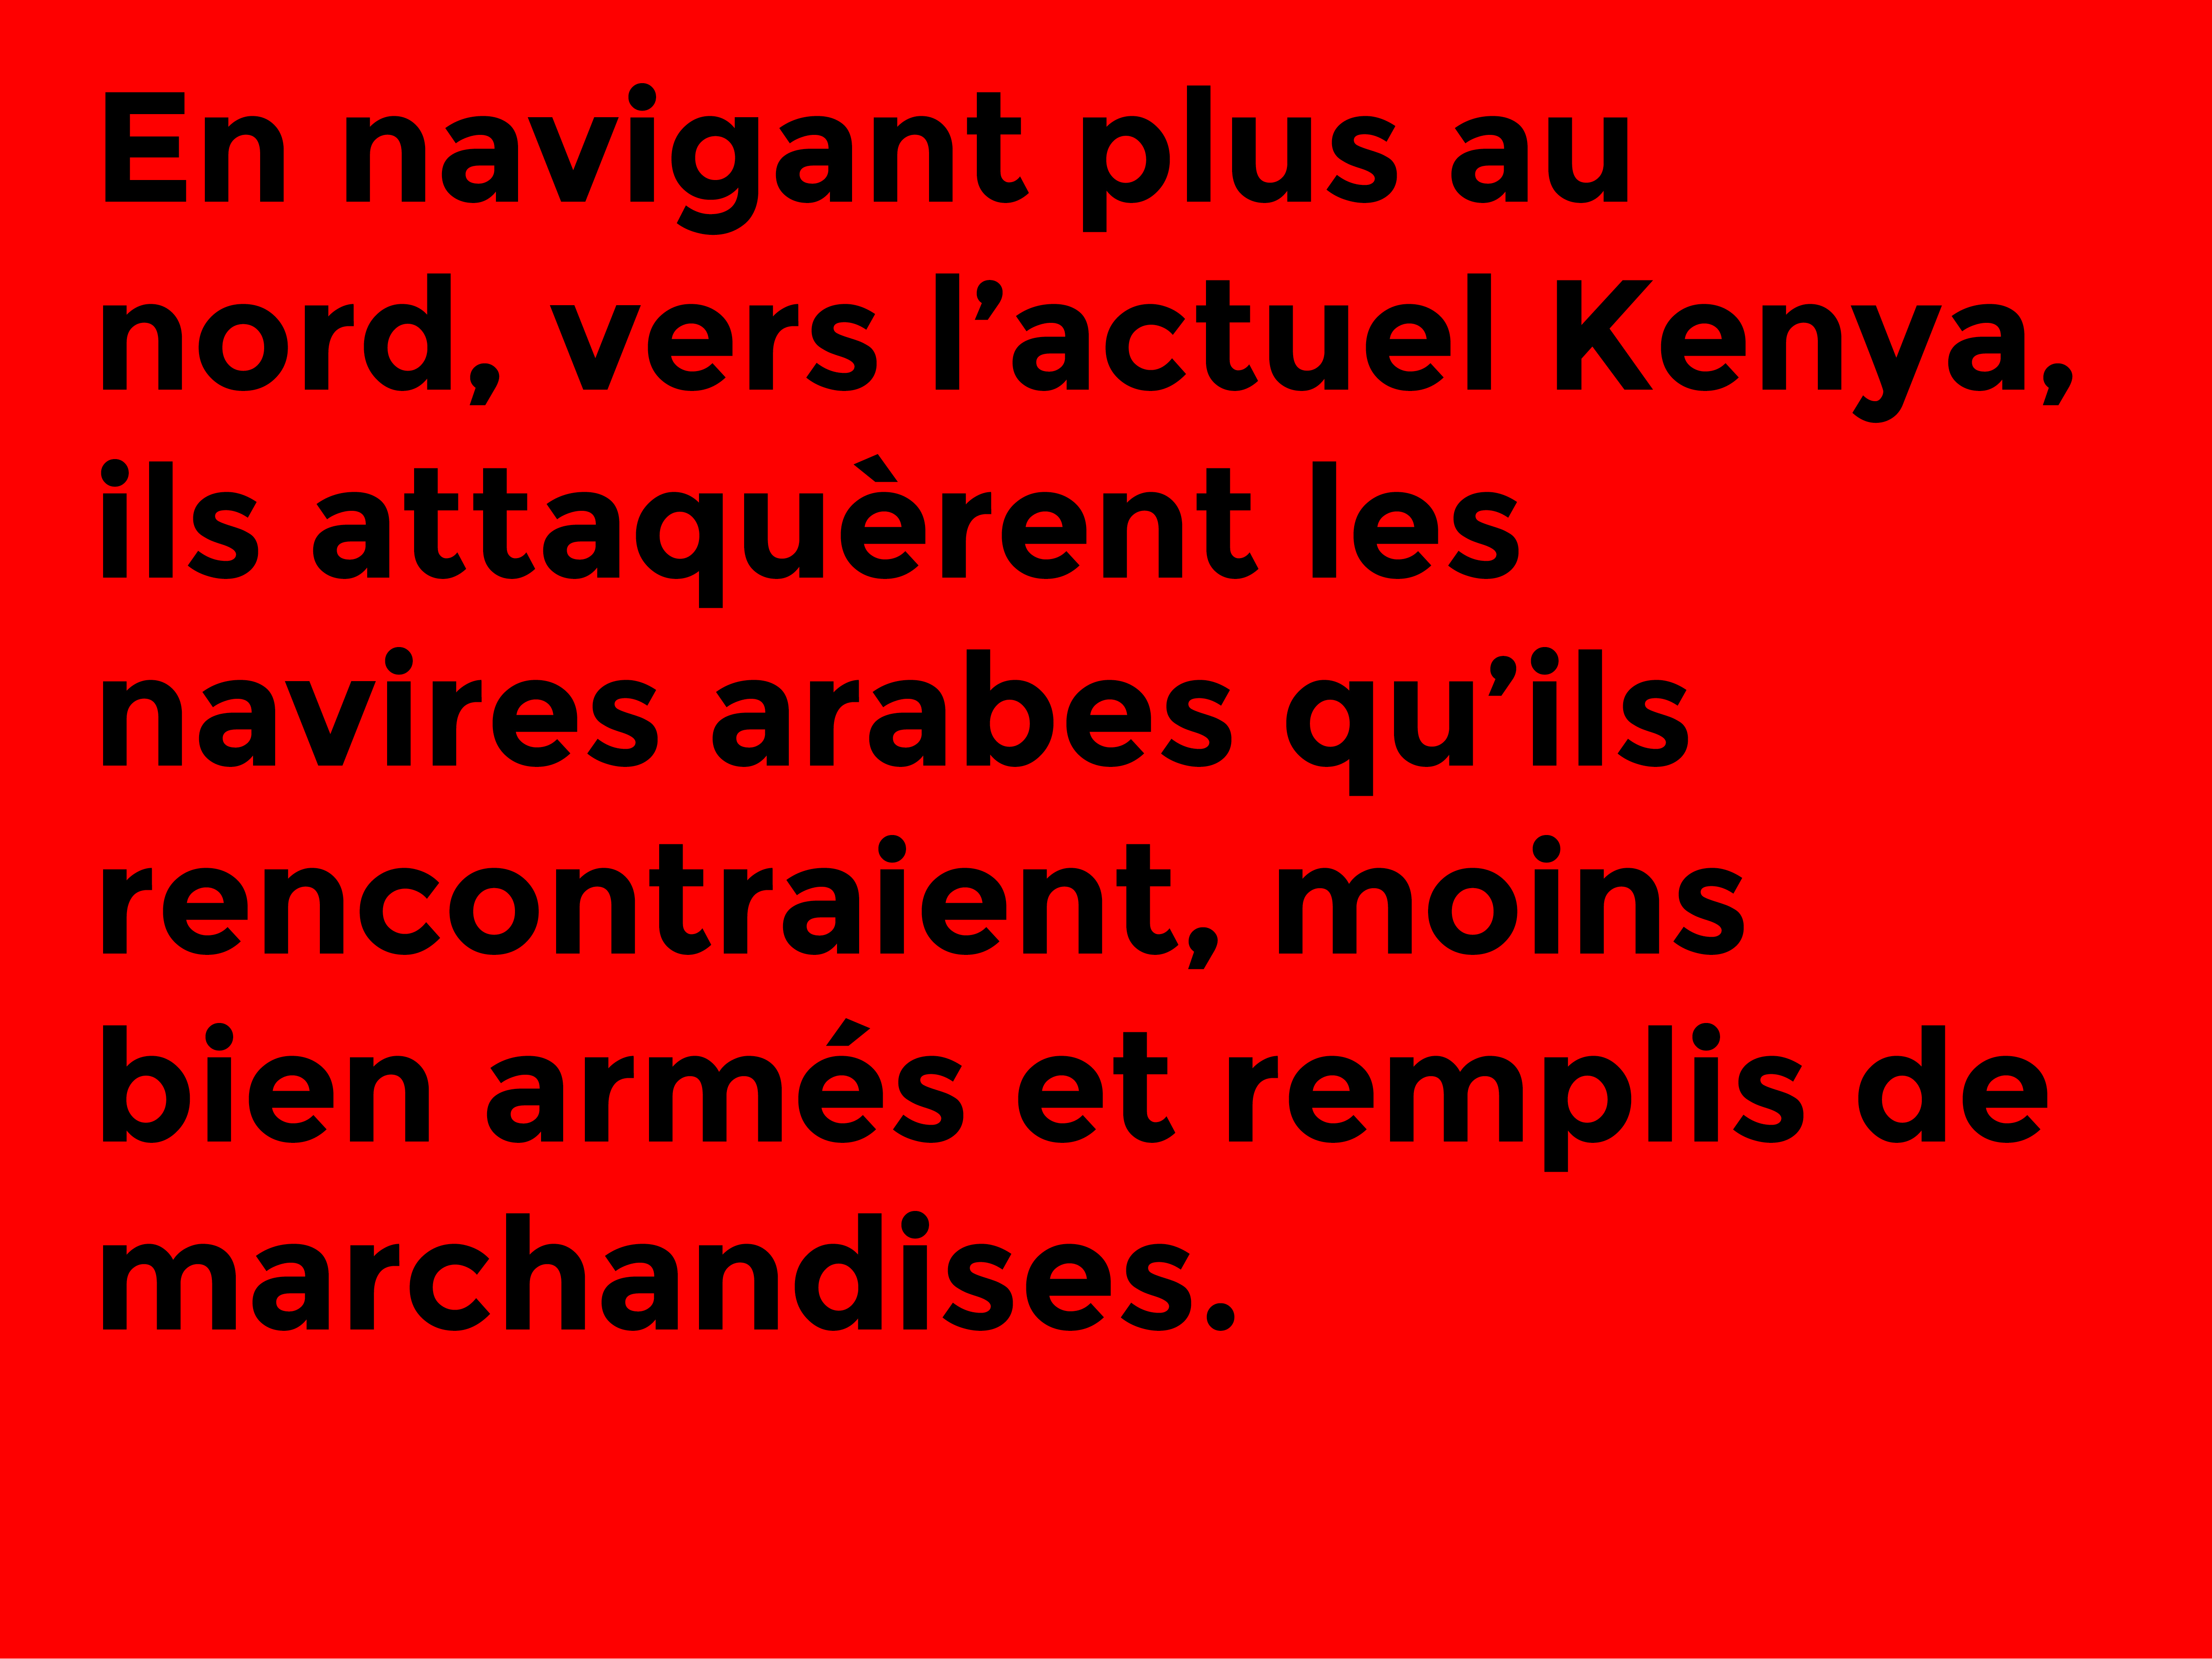 En navigant plus au
nord, vers l’actuel Kenya,
ils attaquèrent les
navires arabes qu’ils
rencontraient, moins
bien armés et remplis de
marchandises.